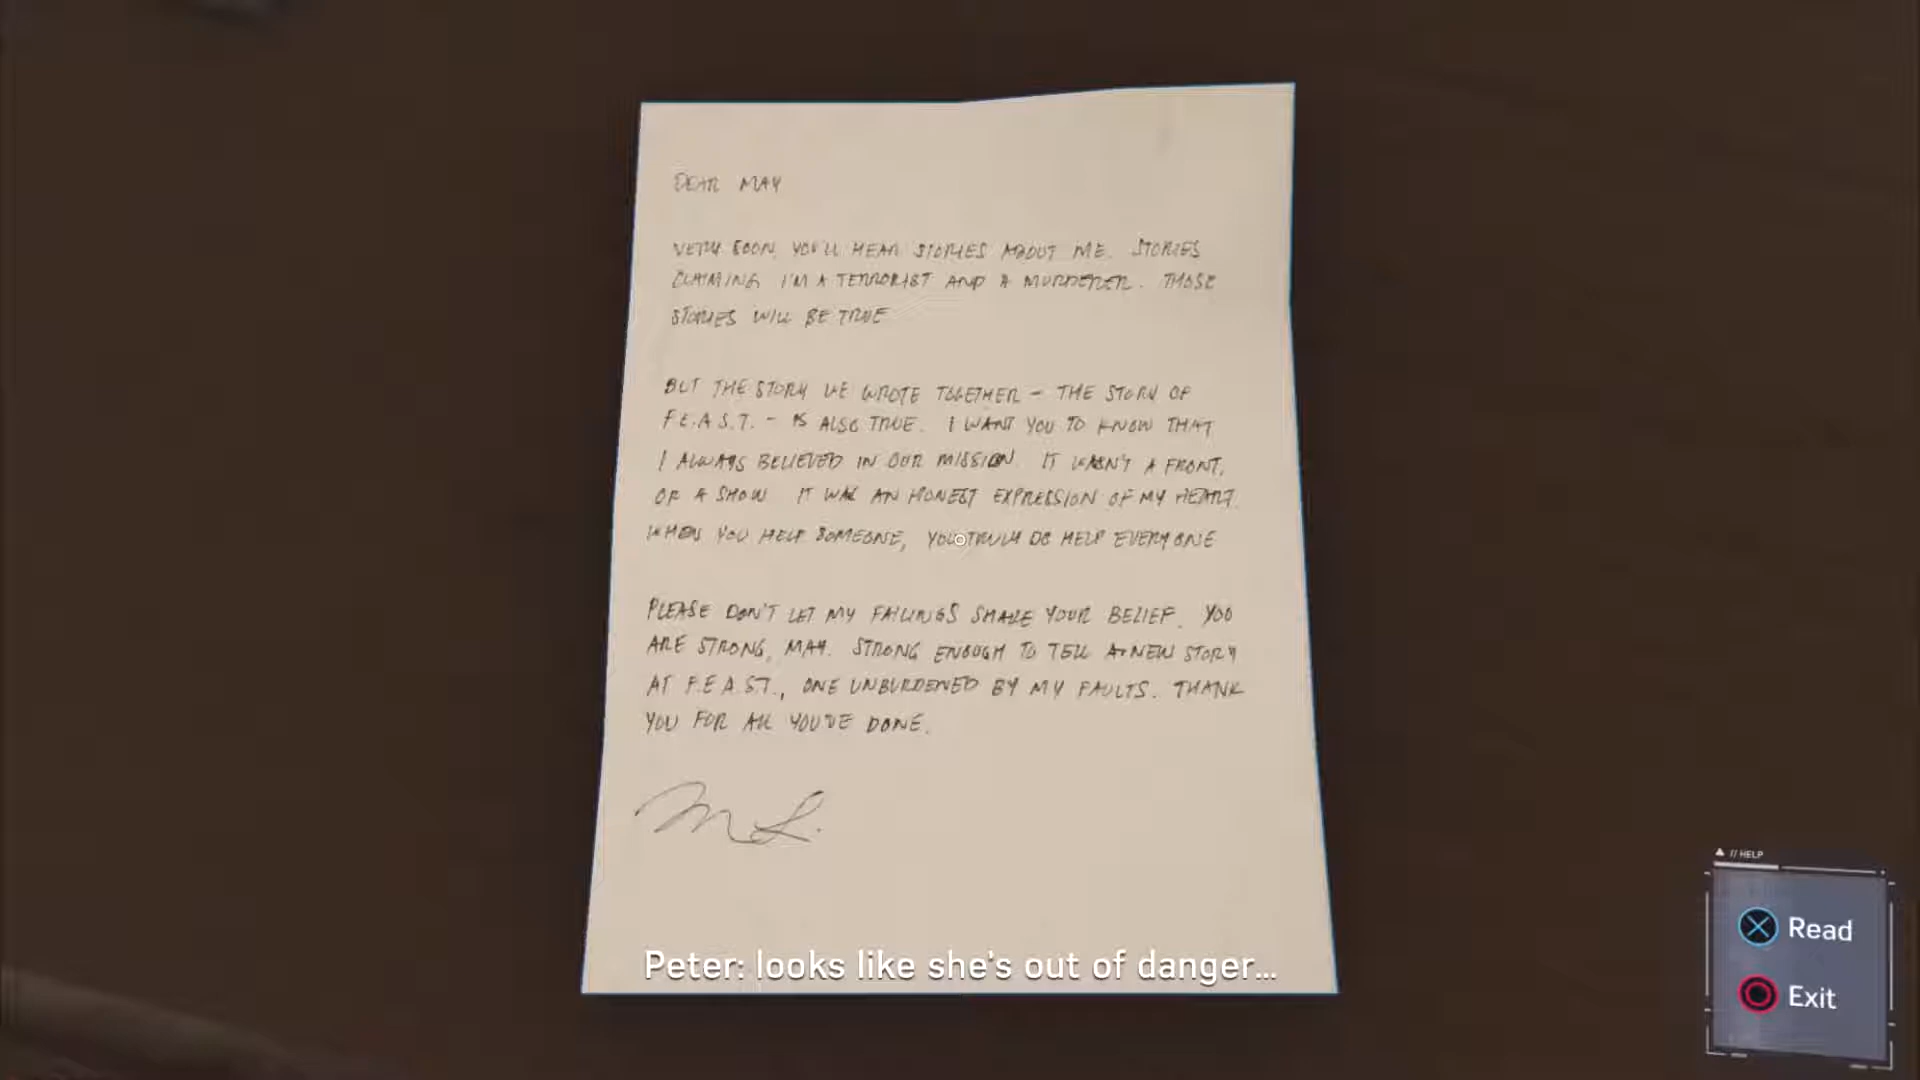 DEAR MAY
VERY SOON, YOU'LL HEAR STORIES ABOUT ME. STORIES
CLAIMING I'M A TERRORIST AND A MURDERER. THOSE
STORIES WILL BE TRUE
BUT THE STORY WE WROTE TOGETHER - THE STORY OF
F.E.A.S.T. - IS ALSO TRUE. I WANT YOU TO KNOW THAT
I ALWAYS BELIEVED IN OUR MISSION. IT WASN'T A FRONT,
OR A SHOW IT WAS AN HONEST EXPRESSION OF MY HEART.
WHEN YOU HELP SOMEONE, YOU TRULY DO HELP EVERYONE
PLEASE DON'T LET MY FAILINGS SHAKE YOUR BELIEF. YOU
ARE STRONG, MAY. STRONG ENOUGH TO TELL A NEW STORY
AT F.E.A.S.T., ONE UNBURDENED BY MY FAULTS. THANK
YOU FOR ALL YOU'VE DONE.
M L.
Peter: looks like she's out of danger...
// HELP
Read
Exit